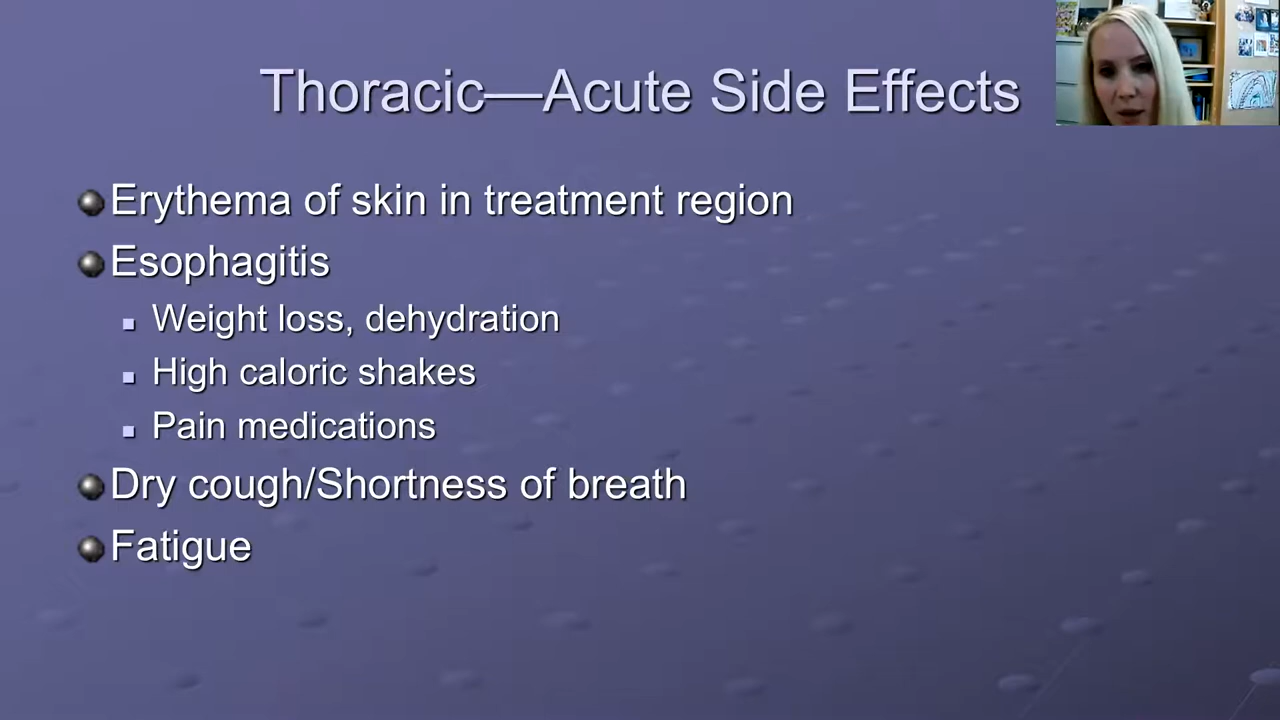 Thoracic—Acute Side Effects
Erythema of skin in treatment region
Esophagitis
Weight loss, dehydration
High caloric shakes
Pain medications
Dry cough/Shortness of breath
Fatigue